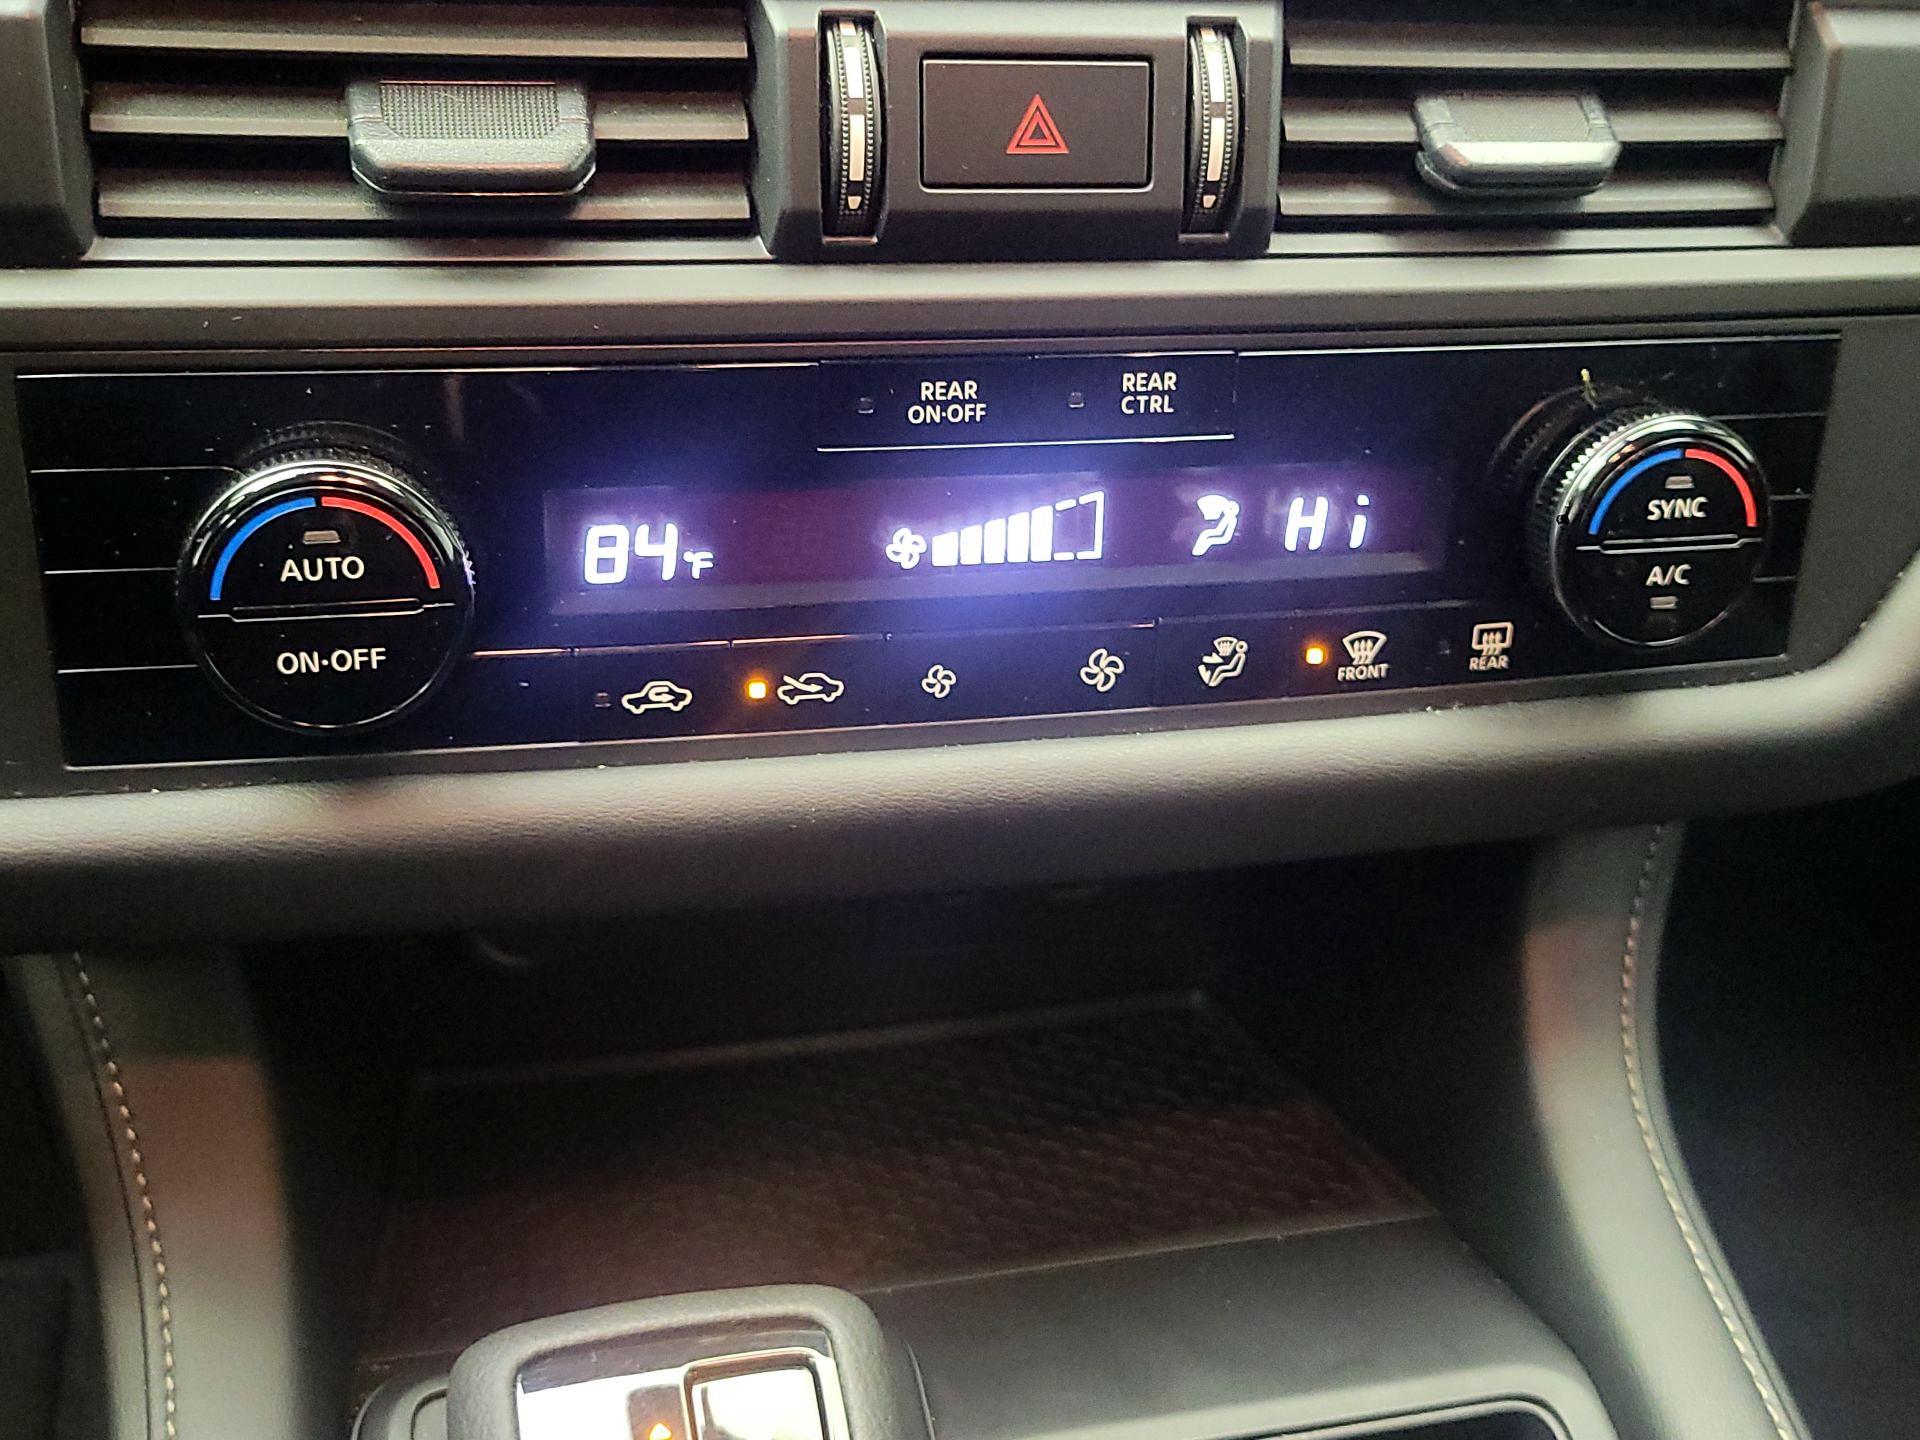 REAR
ON·OFF
REAR
CTRL
84°F
Hi
AUTO
ON·OFF
SYNC
A/C
FRONT
REAR